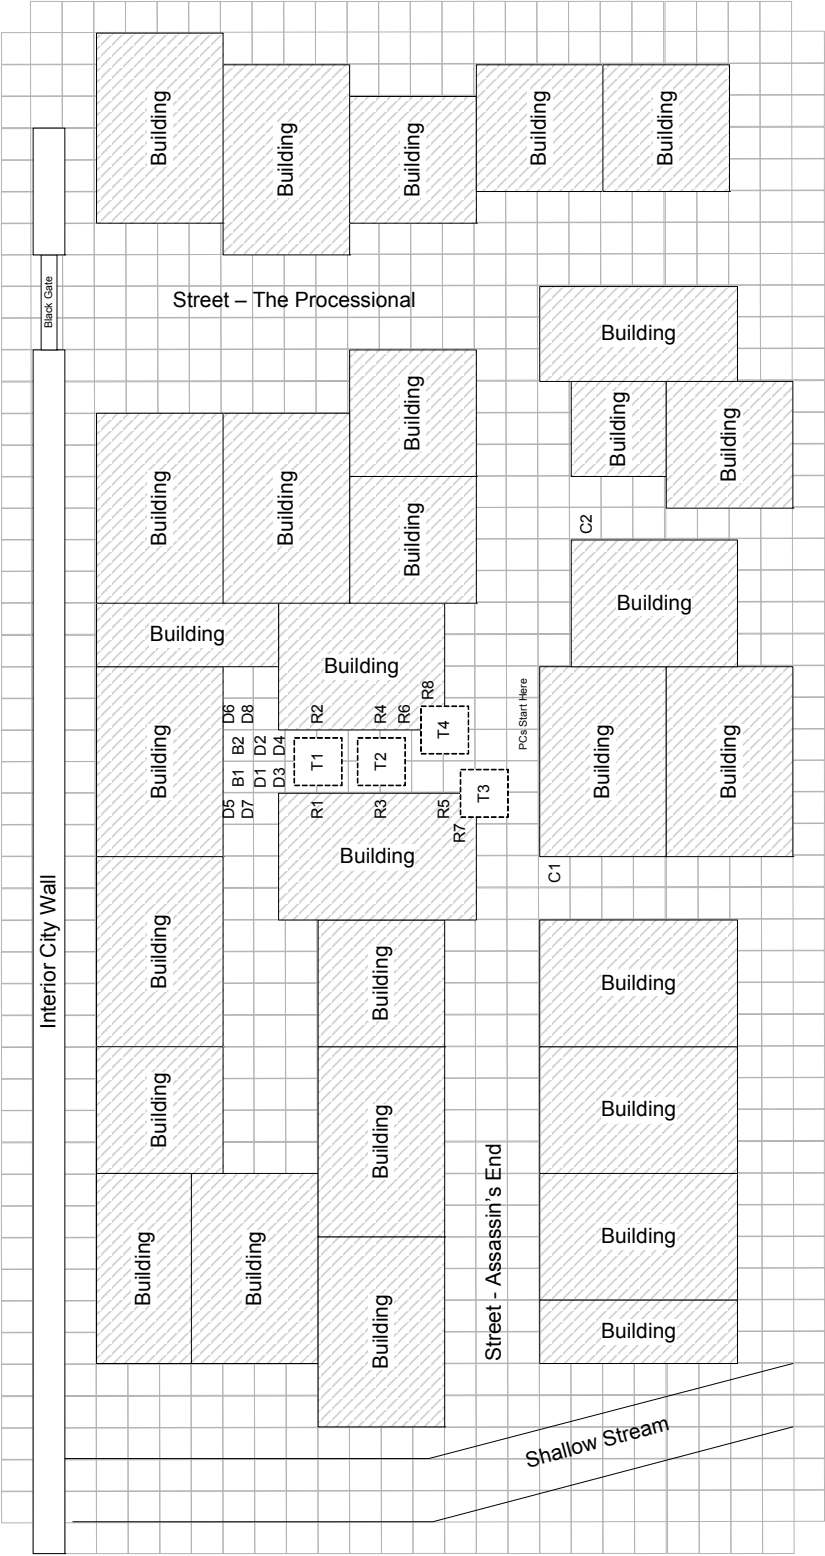 Building
Building
Building
Building
Building
Black Gate
Street – The Processional
Building
Building
Building
Building
Building
Building
Building
C2
Building
Building
Building
Building
Interior City Wall
Building
D6
D8
R2
R4
R6
R8
B2
D2
D4
T1
T2
T4
PCs Start Here
B1
D1
D3
T3
D5
D7
R1
R3
R5
R7
Building
Building
Building
C1
Building
Building
Building
Building
Building
Building
Street - Assassin's End
Building
Building
Building
Building
Building
Shallow Stream